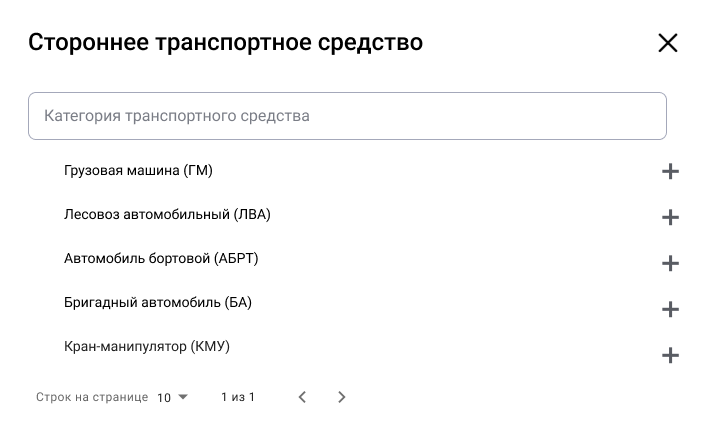 Стороннее транспортное средство
Категория транспортного средства
Грузовая машина (ГМ)
Лесовоз автомобильный (ЛВА)
Автомобиль бортовой (АБРТ)
Бригадный автомобиль (БА)
Кран-манипулятор (КМУ)
Строк на странице 10 1 из 1